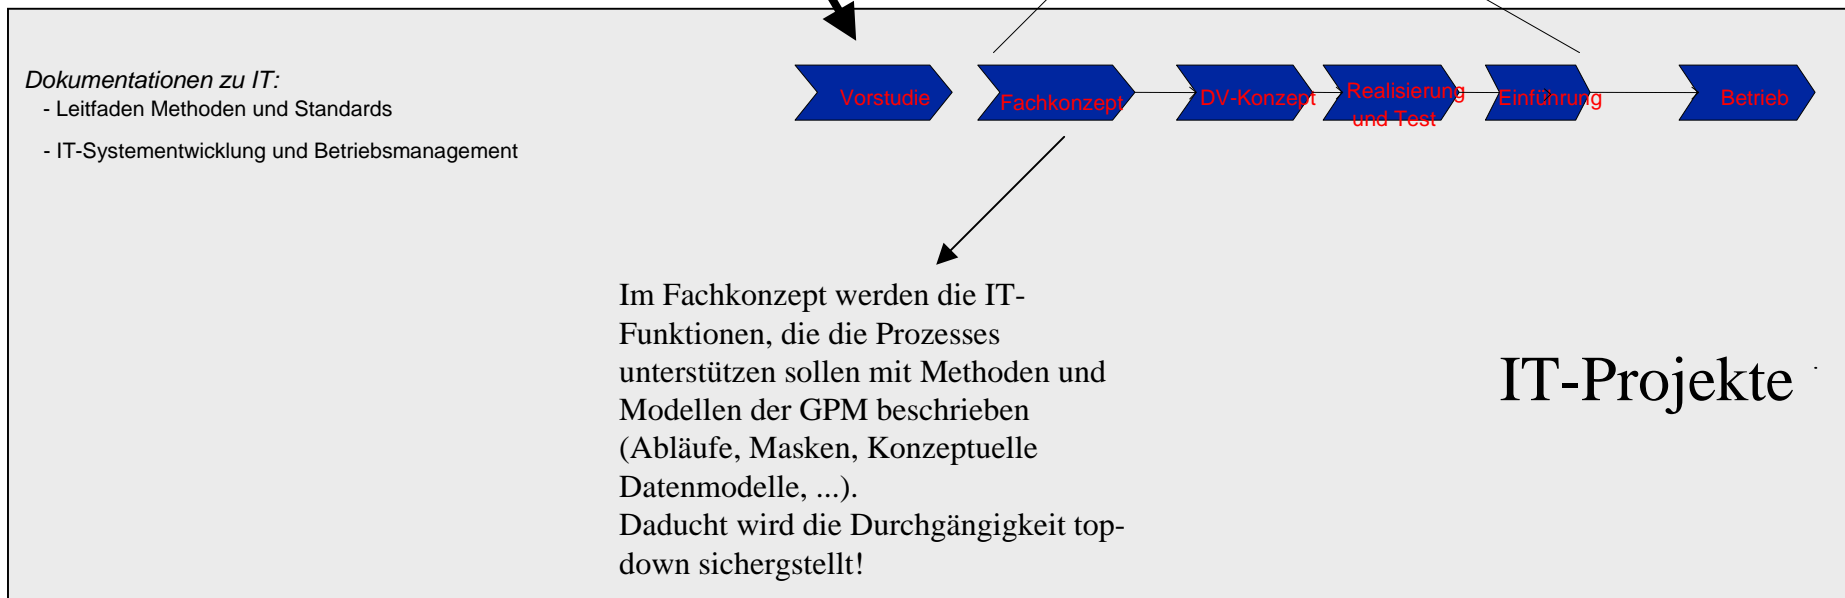 Dokumentationen zu IT:
- Leitfaden Methoden und Standards
- IT-Systementwicklung und Betriebsmanagement
Vorstudie
Fachkonzept
DV-Konzept
Realisierung
und Test
Einführung
Betrieb
Im Fachkonzept werden die IT-
Funktionen, die die Prozesses
unterstützen sollen mit Methoden und
Modellen der GPM beschrieben
(Abläufe, Masken, Konzeptuelle
Datenmodelle, ...).
Daducht wird die Durchgängigkeit top-
down sichergstellt!
IT-Projekte